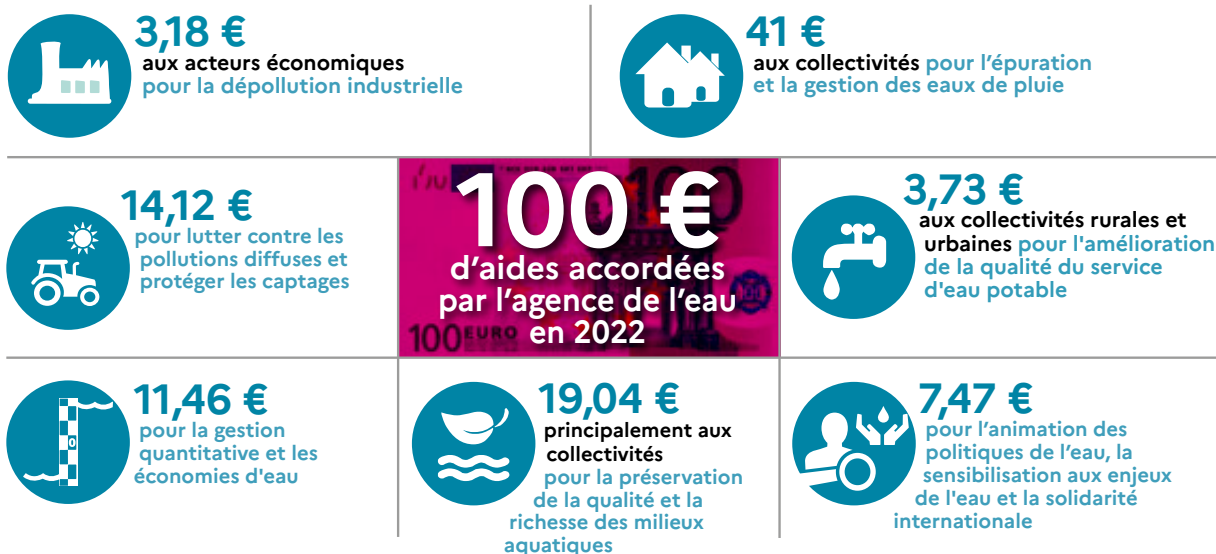 3,18 €
aux acteurs économiques
pour la dépollution industrielle
41 €
aux collectivités pour l'épuration
et la gestion des eaux de pluie
14,12 €
pour lutter contre les
pollutions diffuses et
protéger les captages
100 €
d'aides accordées
par l'agence de l'eau
en 2022
100
100 EURO
3,73 €
aux collectivités rurales et
urbaines pour l'amélioration
de la qualité du service
d'eau potable
0
11,46 €
pour la gestion
quantitative et les
économies d'eau
19,04 €
principalement aux
collectivités
pour la préservation
de la qualité et la
richesse des milieux
aquatiques
7,47 €
pour l'animation des
politiques de l'eau, la
sensibilisation aux enjeux
de l'eau et la solidarité
internationale